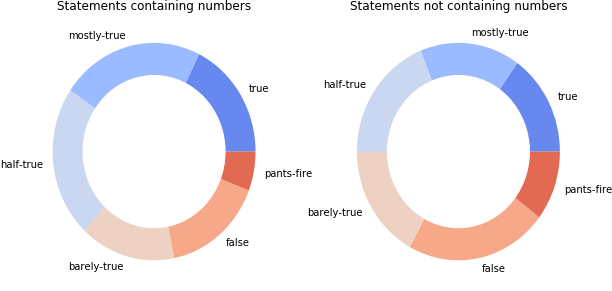 Statements containing numbers
mostly-true
true
half-true
pants-fire
false
barely-true
Statements not containing numbers
mostly-true
true
half-true
pants-fire
barely-true
false